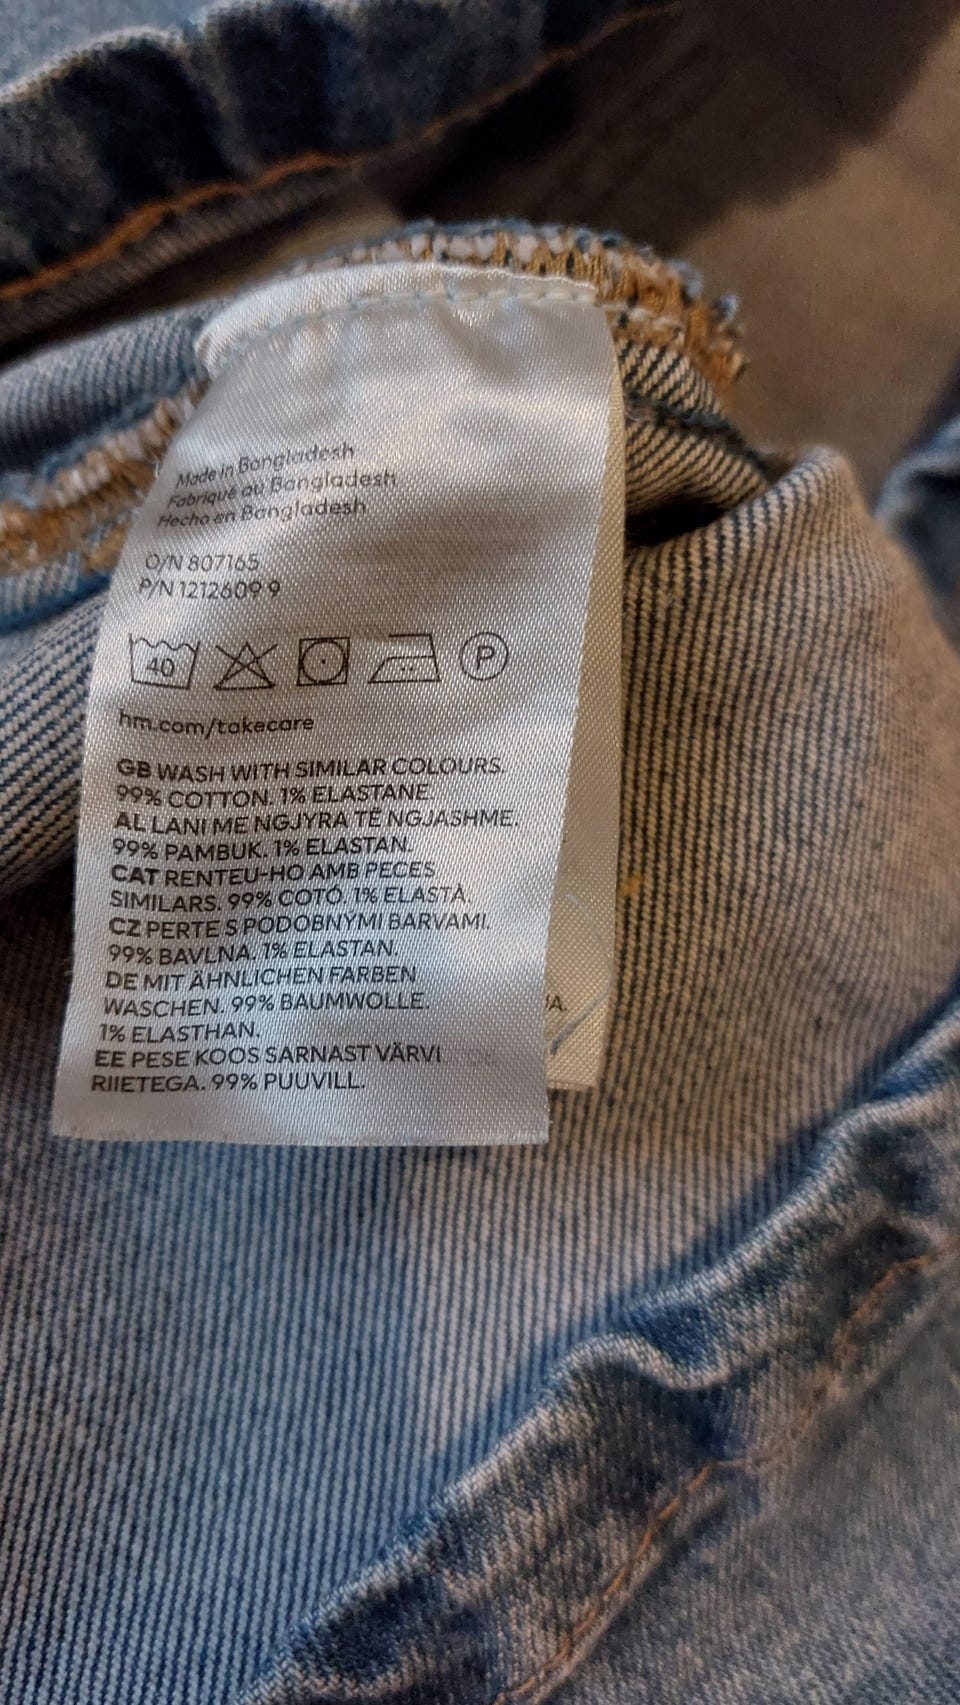 Made in Bangladesh
Fabriqué au Bangladesh
Hecho en Bangladesh
O/N 807165
P/N 1212609 9
40
P
hm.com/takecare
GB WASH WITH SIMILAR COLOURS.
99% COTTON. 1% ELASTANE.
AL LANI ME NGJYRA TË NGJASHME.
99% PAMBUK. 1% ELASTAN.
CAT RENTEU-HO AMB PECES
SIMILARS. 99% COTÓ. 1% ELASTÀ.
CZ PERTE S PODOBNÝMI BARVAMI.
99% BAVLNA. 1% ELASTAN.
DE MIT ÄHNLICHEN FARBEN
WASCHEN. 99% BAUMWOLLE.
1% ELASTHAN.
EE PESE KOOS SARNAST VÄRVI
RIIETEGA. 99% PUUVILL.